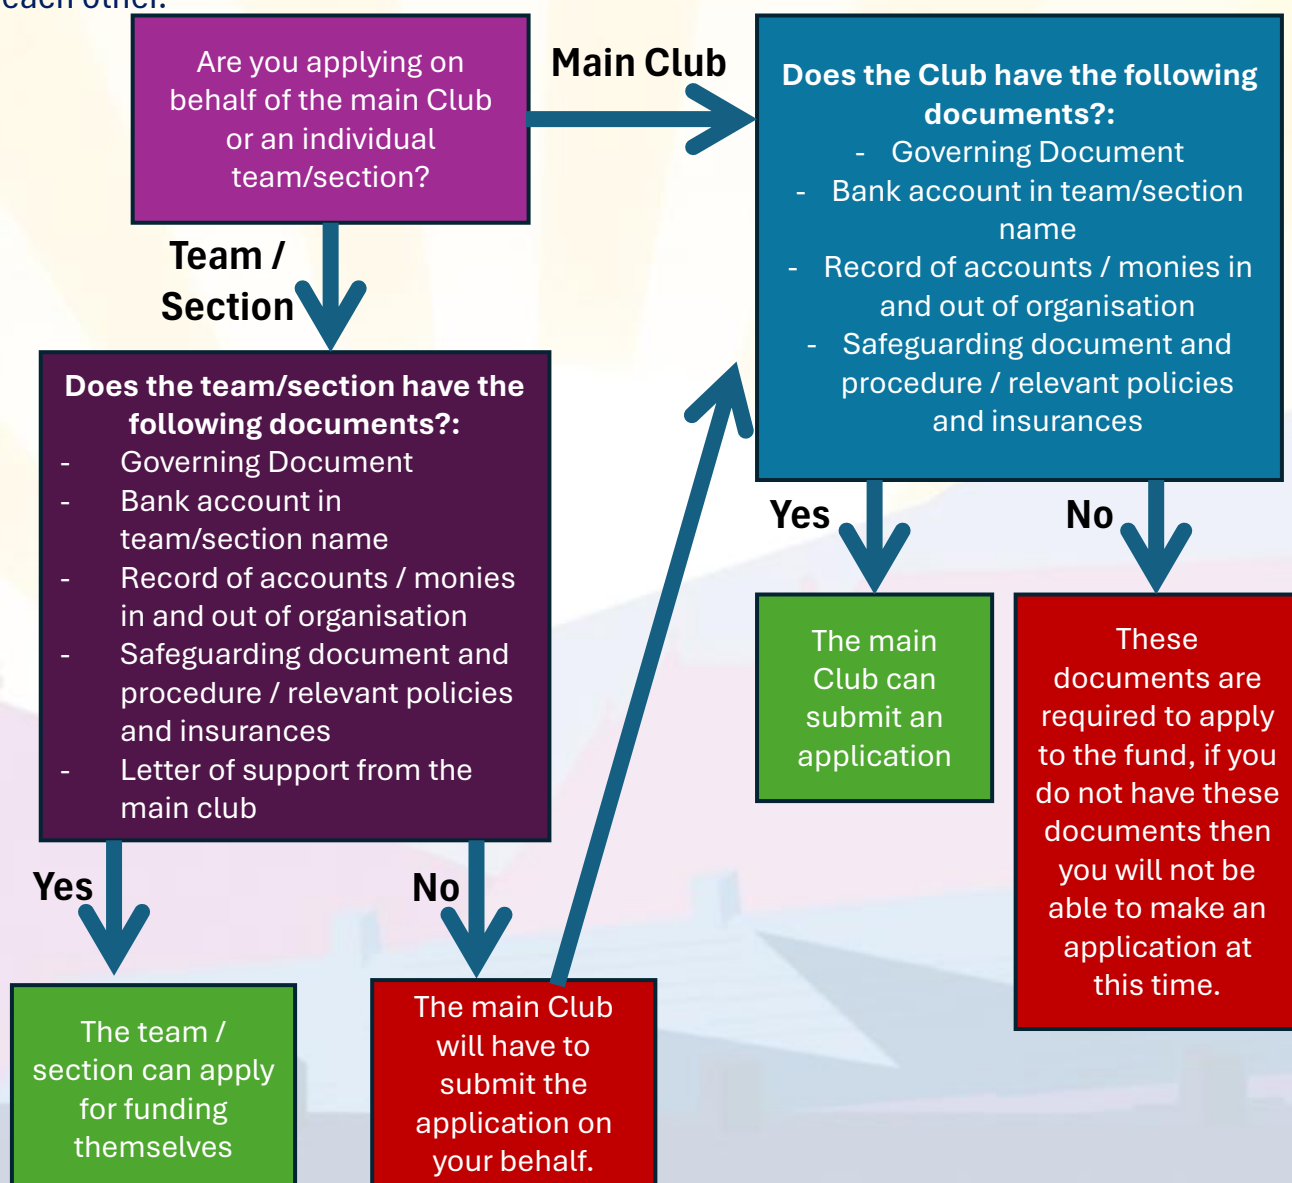 each other.
Are you applying on
behalf of the main Club
or an individual
team/section?
Main Club
Does the Club have the following
documents?:
- Governing Document
- Bank account in team/section
name
- Record of accounts / monies in
and out of organisation
- Safeguarding document and
procedure / relevant policies
and insurances
Team /
Section
Does the team/section have the
following documents?:
- Governing Document
- Bank account in
team/section name
- Record of accounts / monies
in and out of organisation
- Safeguarding document and
procedure / relevant policies
and insurances
- Letter of support from the
main club
Yes
No
The main
Club can
submit an
application
These
documents are
required to apply
to the fund, if you
do not have these
documents then
you will not be
able to make an
application at
this time.
Yes
No
The team /
section can apply
for funding
themselves
The main Club
will have to
submit the
application on
your behalf.